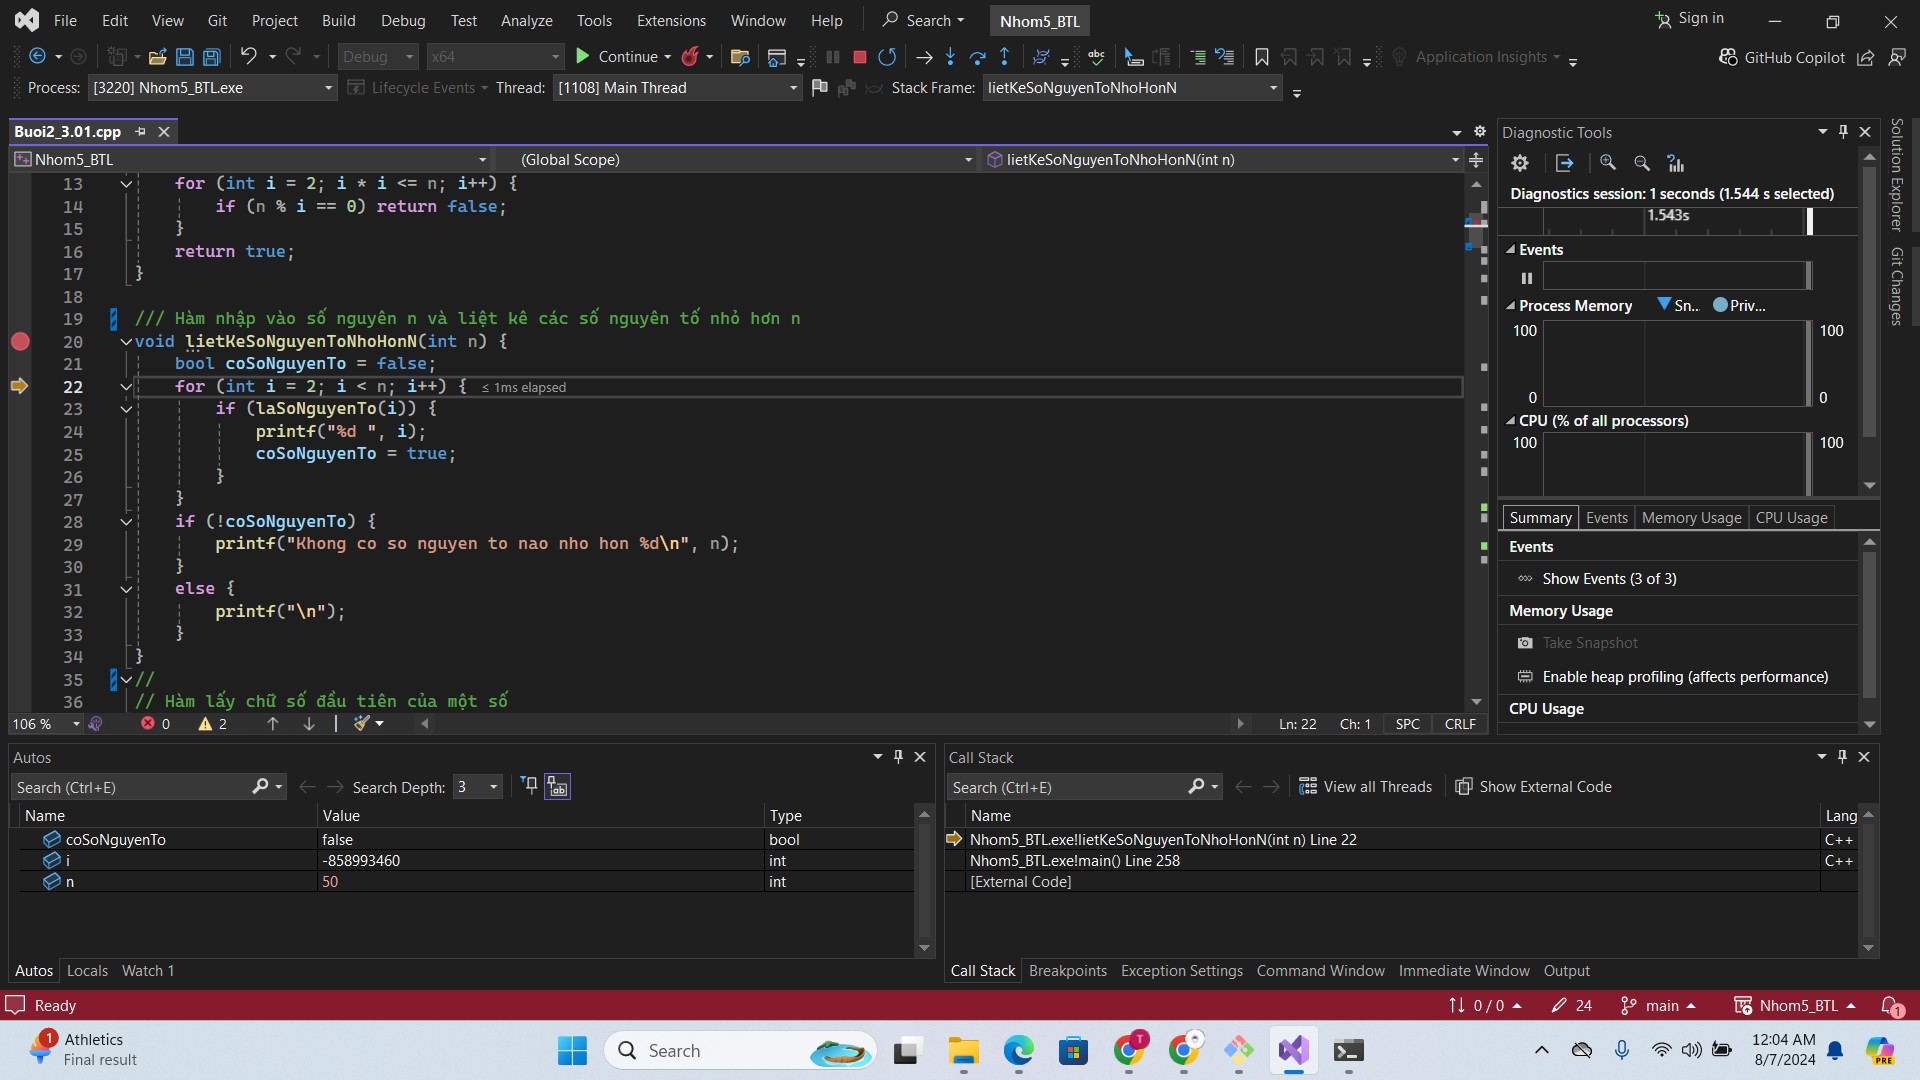 File Edit View Git Project Build Debug Test Analyze Tools Extensions Window Help Search Nhom5_BTL Sign in
Debug x64 Continue Application Insights GitHub Copilot
Process: [3220] Nhom5_BTL.exe Lifecycle Events Thread: [1108] Main Thread Stack Frame: lietKeSoNguyenToNhoHonN
Buoi2_3.01.cpp
Nhom5_BTL (Global Scope) lietKeSoNguyenToNhoHonN(int n)
13 for (int i = 2; i * i <= n; i++) {
14 if (n % i == 0) return false;
15 }
16 return true;
17 }
18
19 /// Hàm nhập vào số nguyên n và liệt kê các số nguyên tố nhỏ hơn n
20 void lietKeSoNguyenToNhoHonN(int n) {
21 bool coSoNguyenTo = false;
22 for (int i = 2; i < n; i++) { ≤ 1ms elapsed
23 if (laSoNguyenTo(i)) {
24 printf("%d ", i);
25 coSoNguyenTo = true;
26 }
27 }
28 if (!coSoNguyenTo) {
29 printf("Khong co so nguyen to nao nho hon %d\n", n);
30 }
31 else {
32 printf("\n");
33 }
34 }
35 //
36 // Hàm lấy chữ số đầu tiên của một số
106 % 0 2 Ln: 22 Ch: 1 SPC CRLF
Diagnostic Tools
Diagnostics session: 1 seconds (1.544 s selected)
1.543s
Events
Process Memory Sn... Priv...
100 100
0 0
CPU (% of all processors)
100 100
Summary Events Memory Usage CPU Usage
Events
Show Events (3 of 3)
Memory Usage
Take Snapshot
Enable heap profiling (affects performance)
CPU Usage
Solution Explorer
Git Changes
Autos
Search (Ctrl+E) Search Depth: 3
Name Value Type
coSoNguyenTo false bool
i -858993460 int
n 50 int
Autos Locals Watch 1
Call Stack
Search (Ctrl+E) View all Threads Show External Code
Name Lang
Nhom5_BTL.exe!lietKeSoNguyenToNhoHonN(int n) Line 22 C++
Nhom5_BTL.exe!main() Line 258 C++
[External Code]
Call Stack Breakpoints Exception Settings Command Window Immediate Window Output
Ready 0 / 0 24 main Nhom5_BTL 1
1 Athletics
Final result
Search
T
PRE
12:04 AM
8/7/2024